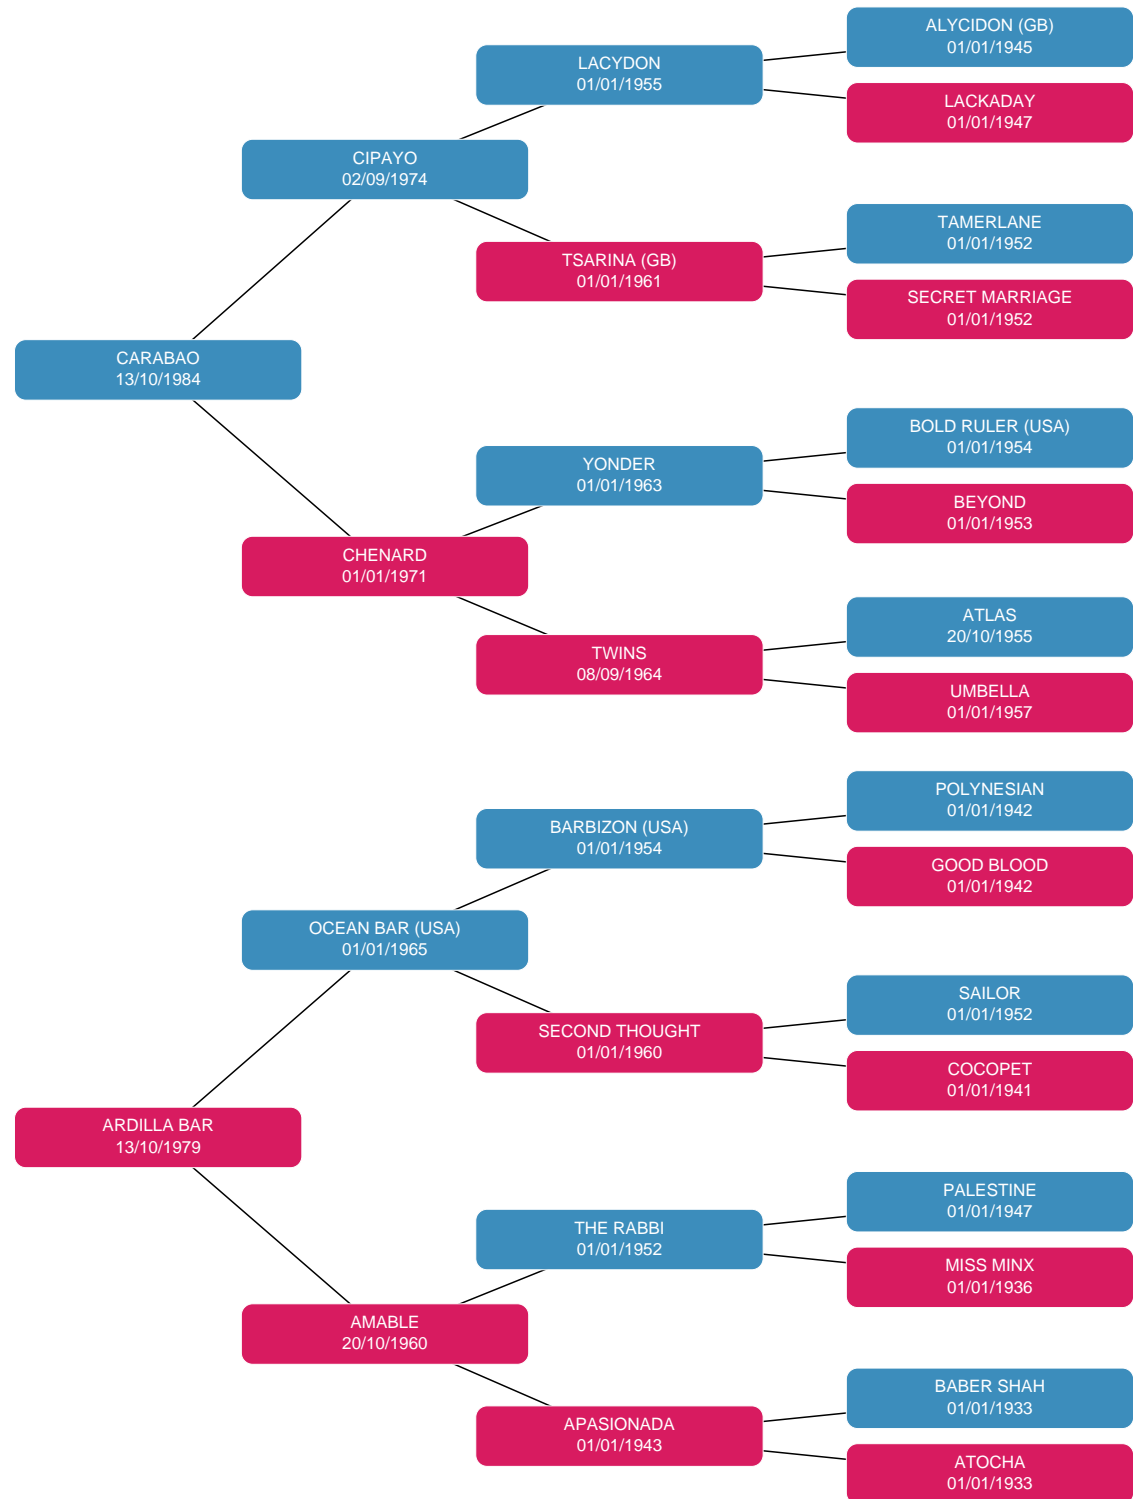 ALYCIDON (GB)
01/01/1945
LACYDON
01/01/1955
LACKADAY
01/01/1947
CIPAYO
02/09/1974
TAMERLANE
01/01/1952
TSARINA (GB)
01/01/1961
SECRET MARRIAGE
01/01/1952
CARABAO
13/10/1984
BOLD RULER (USA)
01/01/1954
YONDER
01/01/1963
BEYOND
01/01/1953
CHENARD
01/01/1971
ATLAS
20/10/1955
TWINS
08/09/1964
UMBELLA
01/01/1957
POLYNESIAN
01/01/1942
BARBIZON (USA)
01/01/1954
GOOD BLOOD
01/01/1942
OCEAN BAR (USA)
01/01/1965
SAILOR
01/01/1952
SECOND THOUGHT
01/01/1960
COCOPET
01/01/1941
ARDILLA BAR
13/10/1979
PALESTINE
01/01/1947
THE RABBI
01/01/1952
MISS MINX
01/01/1936
AMABLE
20/10/1960
BABER SHAH
01/01/1933
APASIONADA
01/01/1943
ATOCHA
01/01/1933